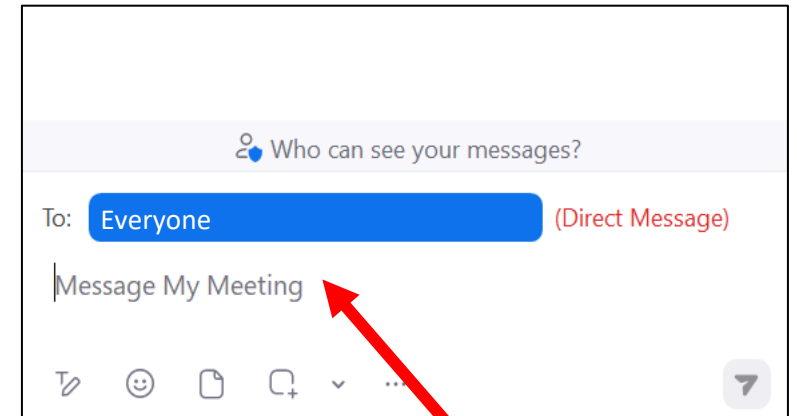 Who can see your messages?
To: Everyone (Direct Message)
Message My Meeting